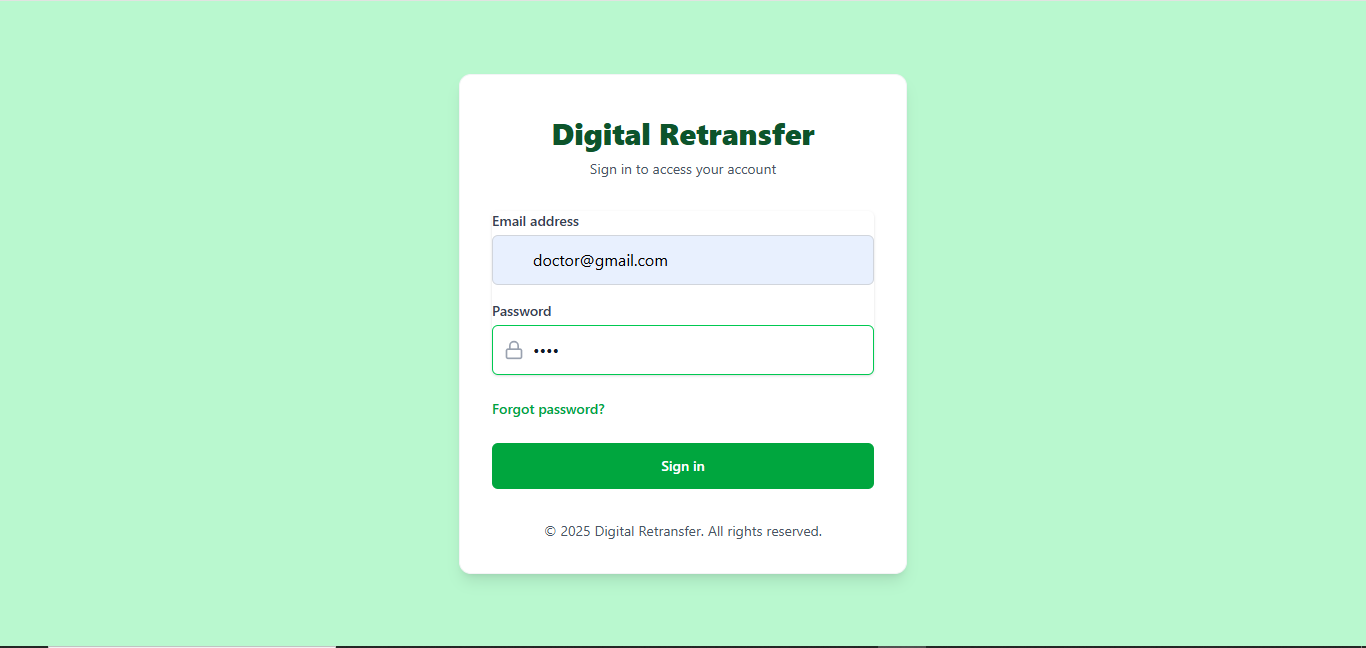 Digital Retransfer
Sign in to access your account
Email address
doctor@gmail.com
Password
••••
Forgot password?
Sign in
© 2025 Digital Retransfer. All rights reserved.